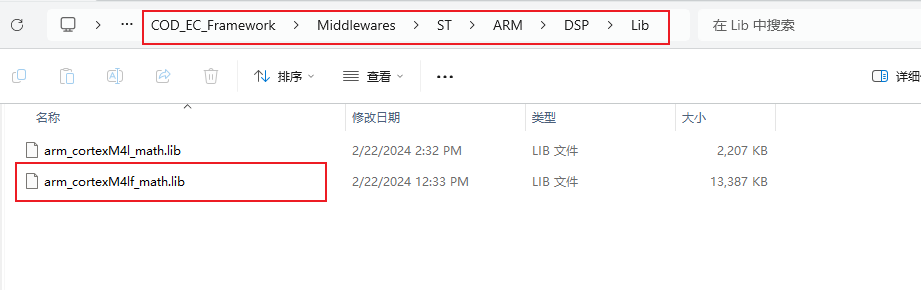 COD_EC_Framework > Middlewares > ST > ARM > DSP > Lib 在 Lib 中搜索
排序 查看 ... 详细
名称 修改日期 类型 大小
arm_cortexM4l_math.lib 2/22/2024 2:32 PM LIB 文件 2,207 KB
arm_cortexM4lf_math.lib 2/22/2024 12:33 PM LIB 文件 13,387 KB